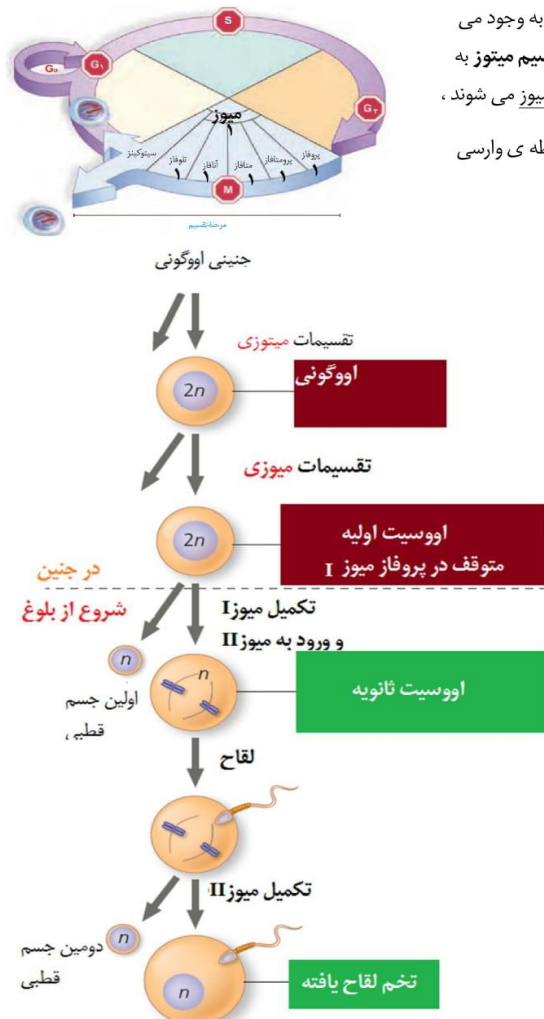 به وجود می
سیم میتوز به
میوز می شوند ،
طه ی وارسی
S
G₀
G₁
G۲
میوز
۱
سیتوکینز
تلوفاز ۱
آنافاز ۱
متافاز ۱
پرومتافاز ۱
پروفاز ۱
M
مرحلهٔ تقسیم
جنینی اووگونی
تقسیمات میتوزی
2n
اووگونی
تقسیمات میوزی
2n
اووسیت اولیه
متوقف در پروفاز میوز I
در جنین
شروع از بلوغ
تکمیل میوزI
و ورود به میوزII
n
n
اولین جسم
قطبی
اووسیت ثانویه
لقاح
تکمیل میوزII
n
دومین جسم
قطبی
n
تخم لقاح یافته